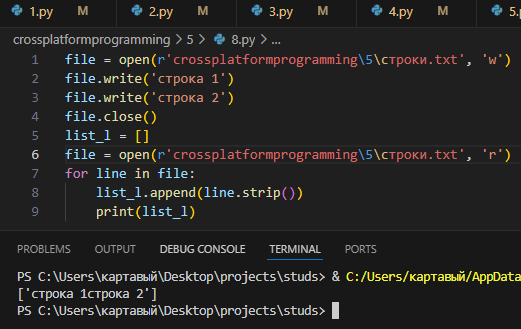 1.py M 2.py M 3.py M 4.py M 5.
crossplatformprogramming > 5 > 8.py > ...
1 file = open(r'crossplatformprogramming\5\строки.txt', 'w')
2 file.write('строка 1')
3 file.write('строка 2')
4 file.close()
5 list_l = []
6 file = open(r'crossplatformprogramming\5\строки.txt', 'r')
7 for line in file:
8 list_l.append(line.strip())
9 print(list_l)
PROBLEMS OUTPUT DEBUG CONSOLE TERMINAL PORTS
PS C:\Users\картавый\Desktop\projects\studs> & C:/Users/картавый/AppData
['строка 1строка 2']
PS C:\Users\картавый\Desktop\projects\studs>